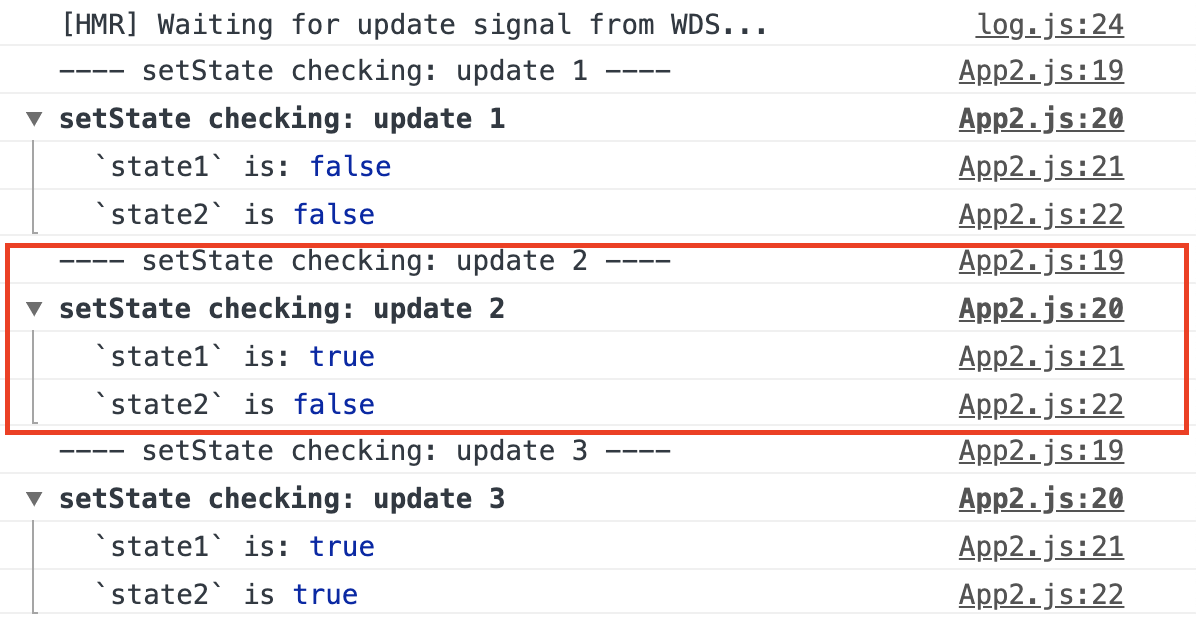 [HMR] Waiting for update signal from WDS... log.js:24
---- setState checking: update 1 ---- App2.js:19
▼ setState checking: update 1 App2.js:20
`state1` is: false App2.js:21
`state2` is false App2.js:22
---- setState checking: update 2 ---- App2.js:19
▼ setState checking: update 2 App2.js:20
`state1` is: true App2.js:21
`state2` is false App2.js:22
---- setState checking: update 3 ---- App2.js:19
▼ setState checking: update 3 App2.js:20
`state1` is: true App2.js:21
`state2` is true App2.js:22